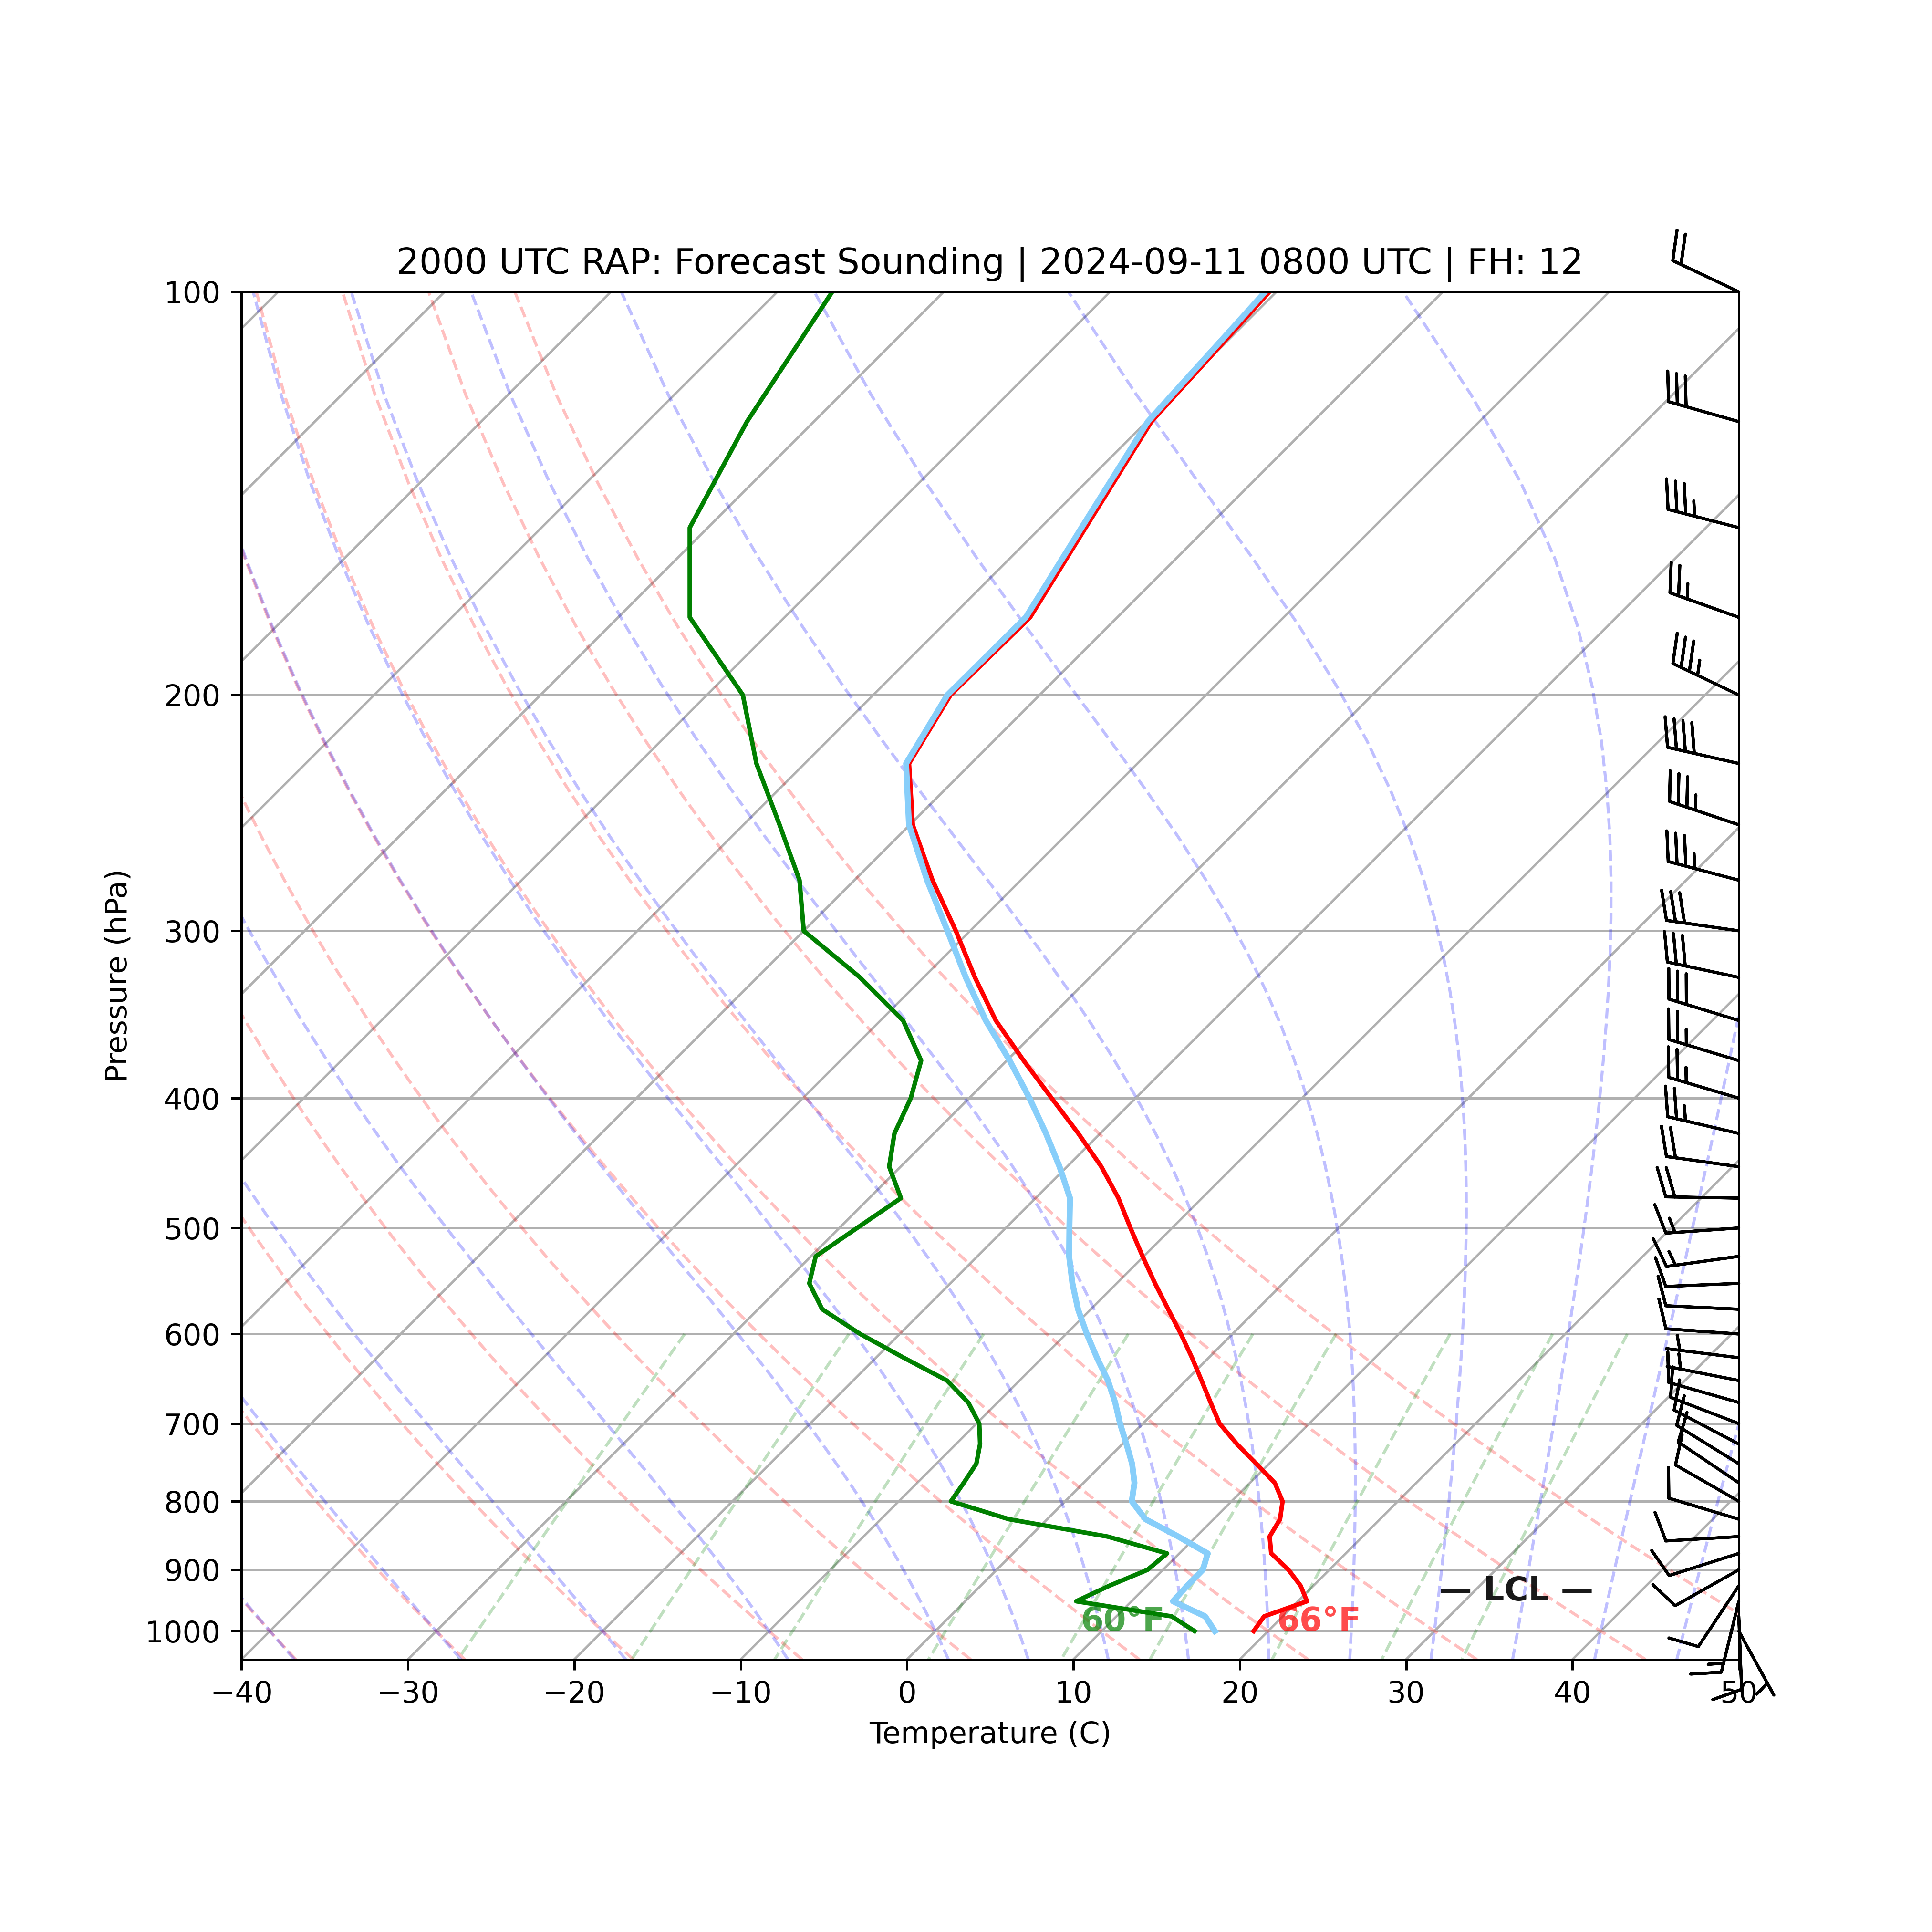 2000 UTC RAP: Forecast Sounding | 2024-09-11 0800 UTC | FH: 12
100
200
300
400
500
600
700
800
900
1000
Pressure (hPa)
— LCL —
60°F 66°F
−40 −30 −20 −10 0 10 20 30 40 50
Temperature (C)